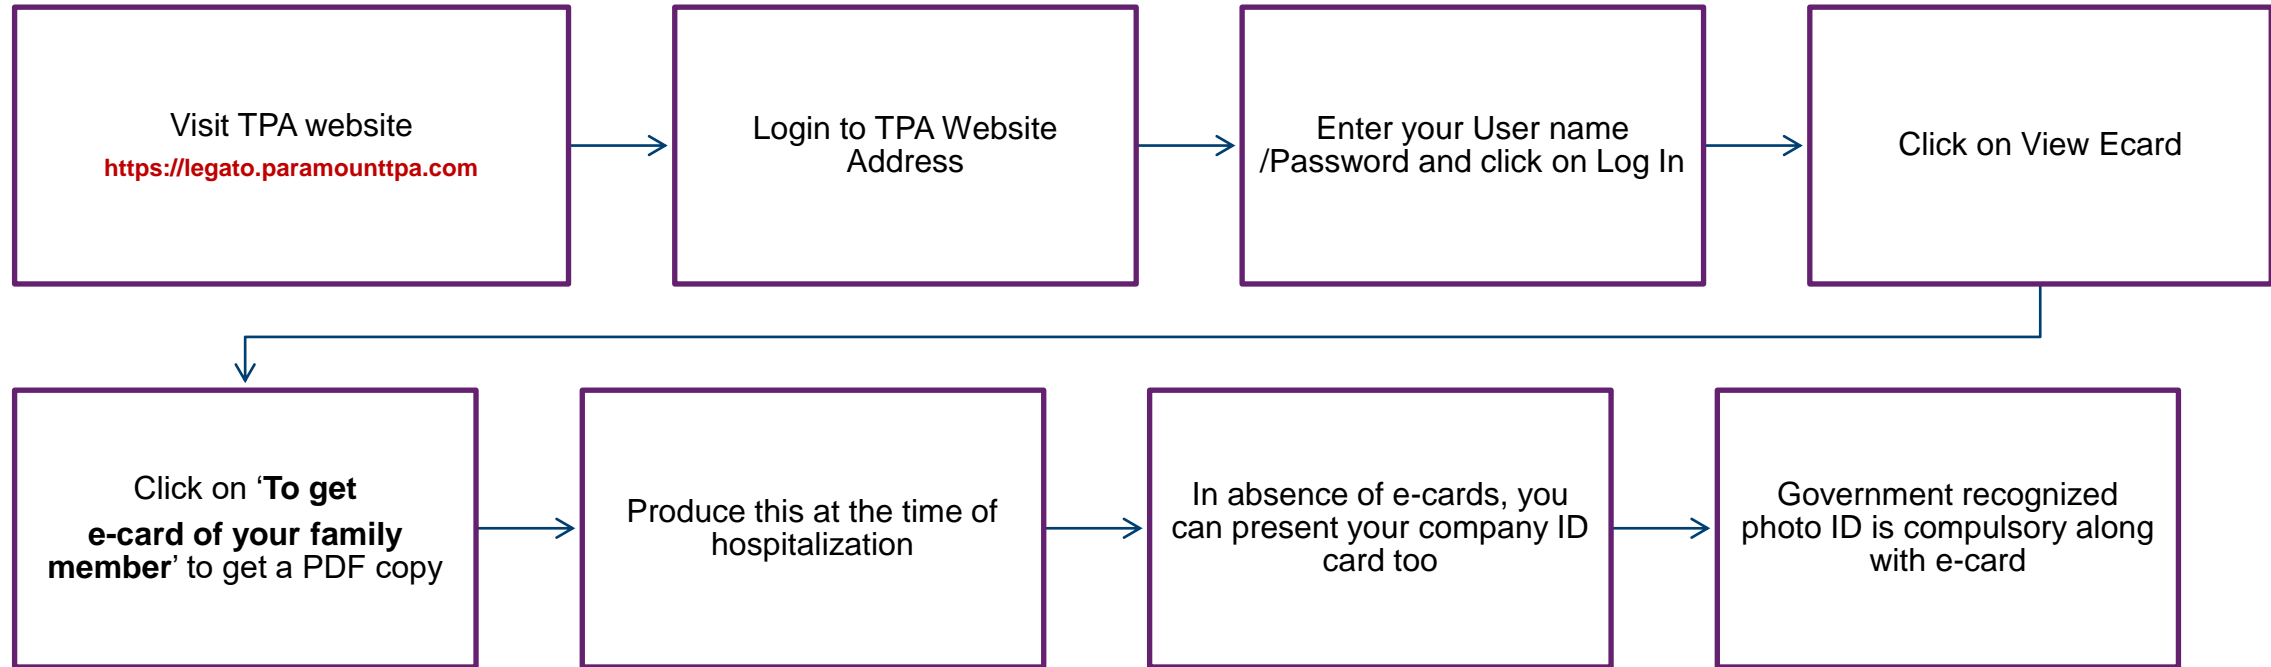 Visit TPA website
https://legato.paramounttpa.com
Login to TPA Website
Address
Enter your User name
/Password and click on Log In
Click on View Ecard
Click on ‘To get
e-card of your family
member’ to get a PDF copy
Produce this at the time of
hospitalization
In absence of e-cards, you
can present your company ID
card too
Government recognized
photo ID is compulsory along
with e-card